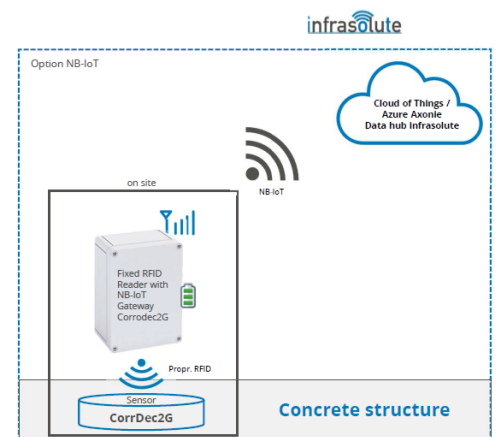 infrasolute
Option NB-IoT
Cloud of Things /
Azure Axonie
Data hub Infrasolute
NB-IoT
on site
Fixed RFID
Reader with
NB-IoT
Gateway
Corrodec2G
Propr. RFID
Sensor
CorrDec2G
Concrete structure